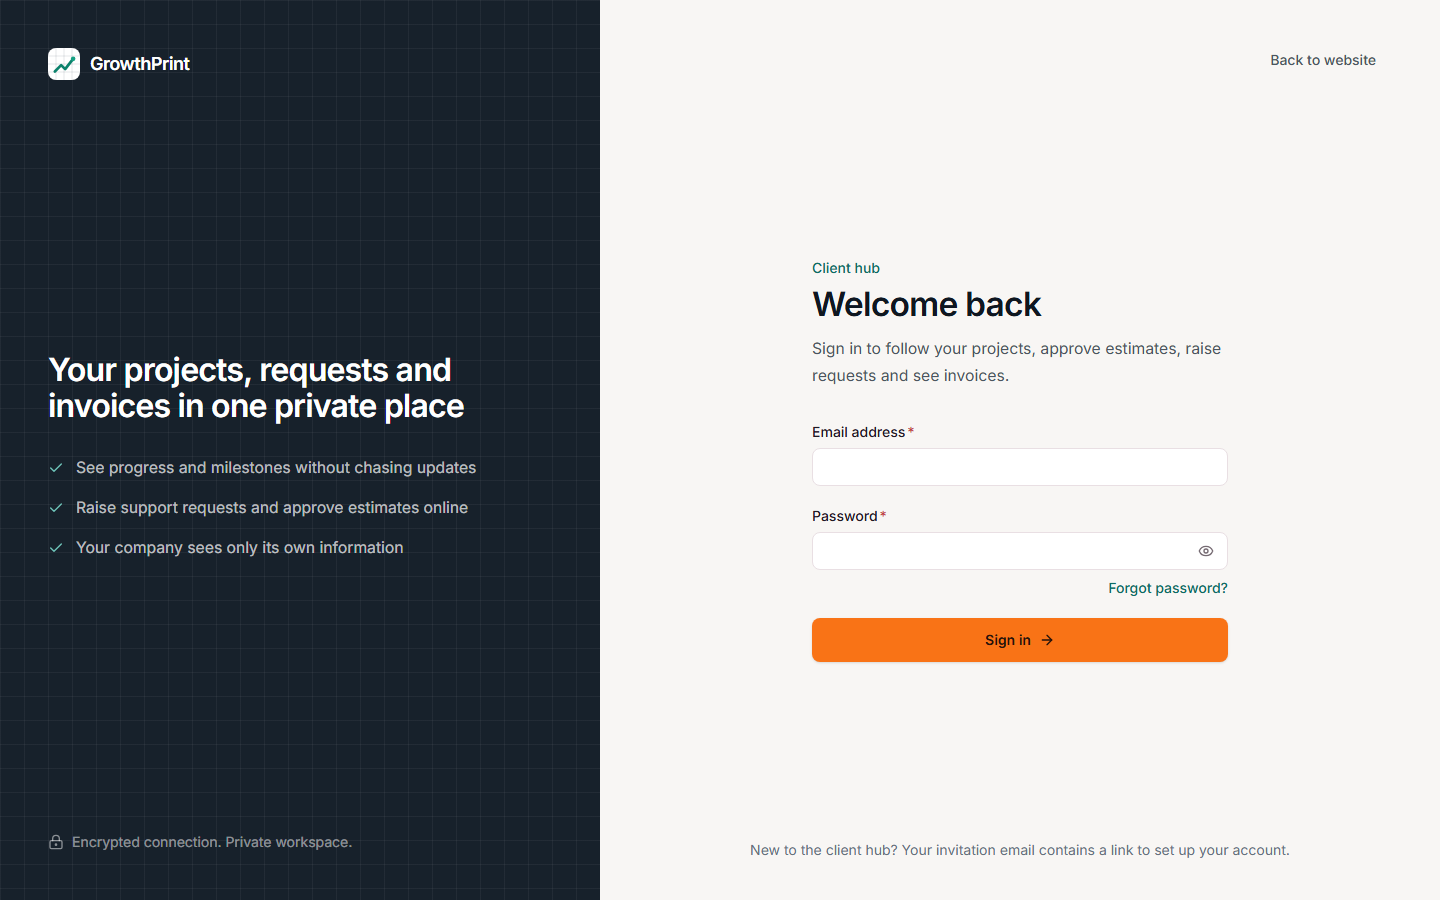 GrowthPrint
Your projects, requests and
invoices in one private place
See progress and milestones without chasing updates
Raise support requests and approve estimates online
Your company sees only its own information
Encrypted connection. Private workspace.
Back to website
Client hub
Welcome back
Sign in to follow your projects, approve estimates, raise
requests and see invoices.
Email address*
Password*
Forgot password?
Sign in →
New to the client hub? Your invitation email contains a link to set up your account.